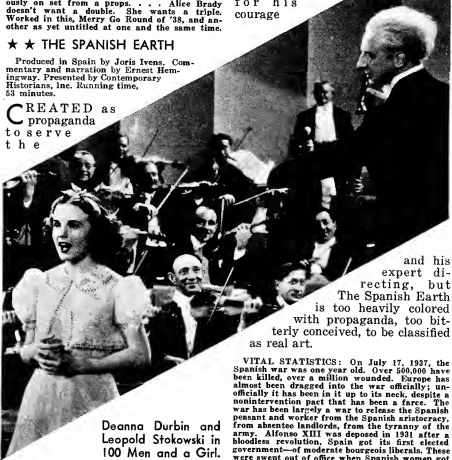 ously on set from a props. . . . Alice Brady
doesn't want a double. She wants a triple.
Worked in this, Merry Go Round of '38, and an-
other as yet untitled at one and the same time.
★ ★ THE SPANISH EARTH
Produced in Spain by Joris Ivens. Com-
mentary and narration by Ernest Hem-
ingway. Presented by Contemporary
Historians, Inc. Running time,
53 minutes.
CREATED as
propaganda
to serve
the
for his
courage
and his
expert di-
recting, but
The Spanish Earth
is too heavily colored
with propaganda, too bit-
terly conceived, to be classified
as real art.
VITAL STATISTICS: On July 17, 1937, the
Spanish war was one year old. Over 500,000 have
been killed, over a million wounded. Europe has
almost been dragged into the war officially; un-
officially it has been in it up to its neck, despite a
nonintervention pact that has been a farce. The
war has been largely a war to release the Spanish
peasant and worker from the Spanish aristocracy,
from absentee landlords, from the tyranny of the
army. Alfonso XIII was deposed in 1931 after a
bloodless revolution, Spain got its first elected
government—of moderate bourgeois liberals. These
were swept out of office when Spanish women got
Deanna Durbin and
Leopold Stokowski in
100 Men and a Girl.